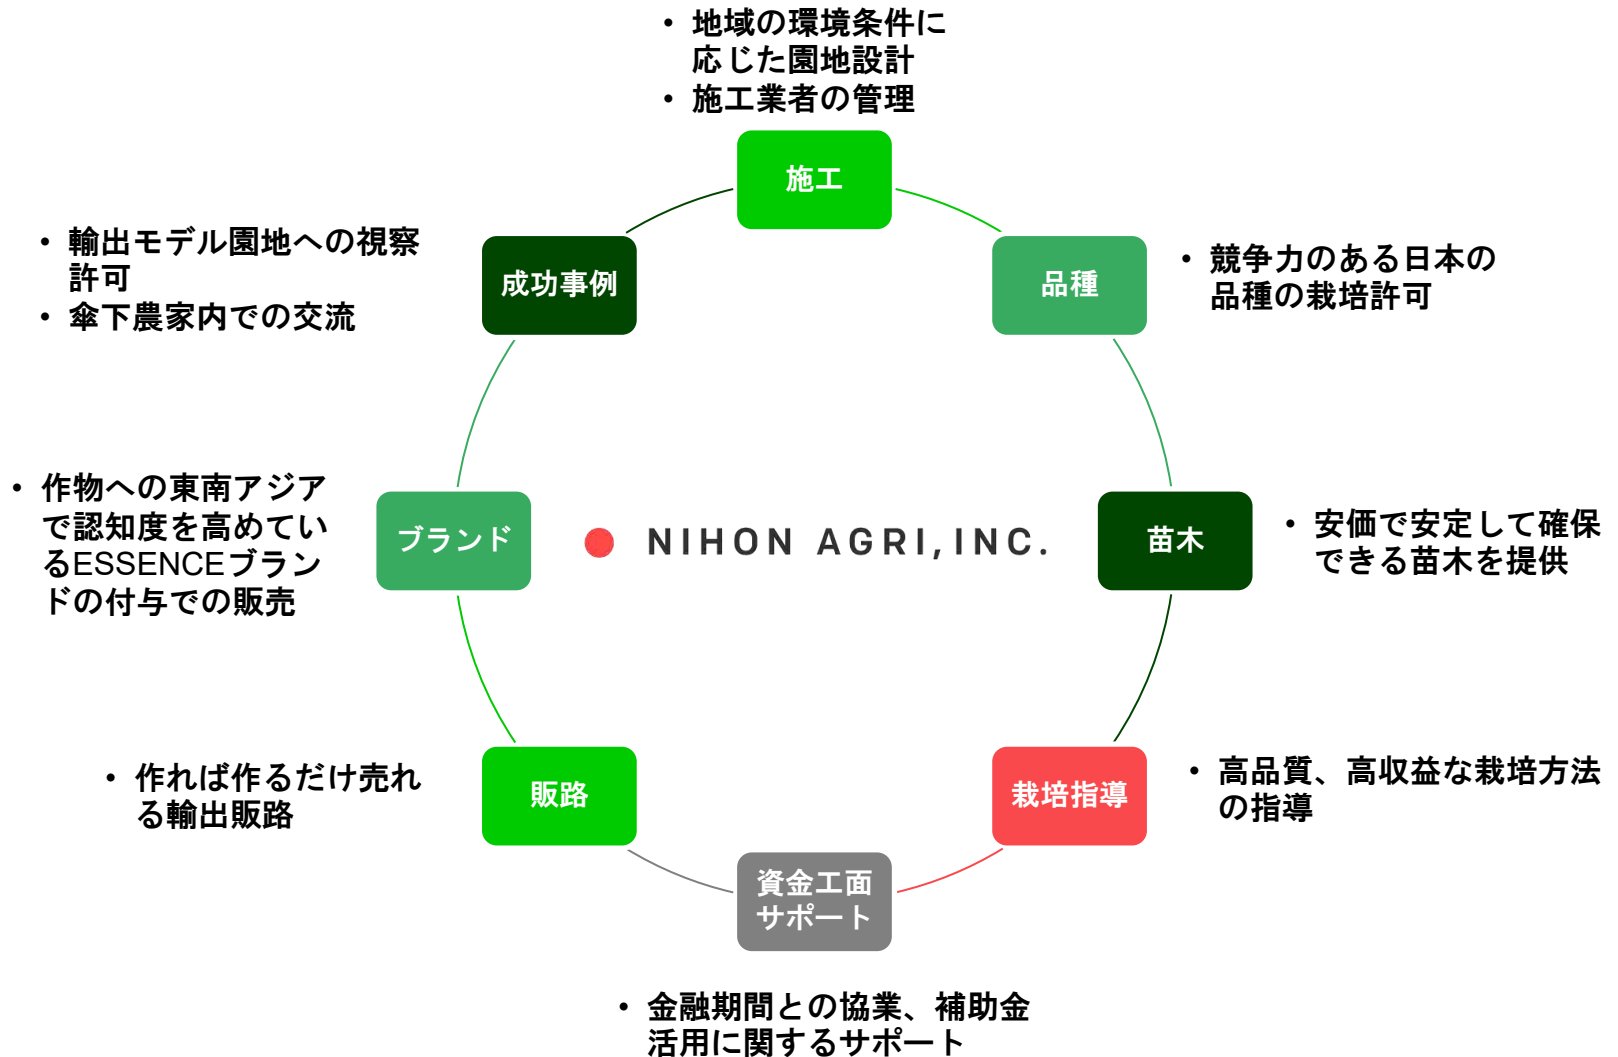 • 地域の環境条件に
応じた園地設計
• 施工業者の管理
施工
• 輸出モデル園地への視察
許可
• 傘下農家内での交流
成功事例
品種
• 競争力のある日本の
品種の栽培許可
• 作物への東南アジア
で認知度を高めてい
るESSENCEブラン
ドの付与での販売
ブランド
NIHON AGRI, INC.
苗木
• 安価で安定して確保
できる苗木を提供
• 作れば作るだけ売れ
る輸出販路
販路
栽培指導
• 高品質、高収益な栽培方法
の指導
資金工面
サポート
• 金融期間との協業、補助金
活用に関するサポート